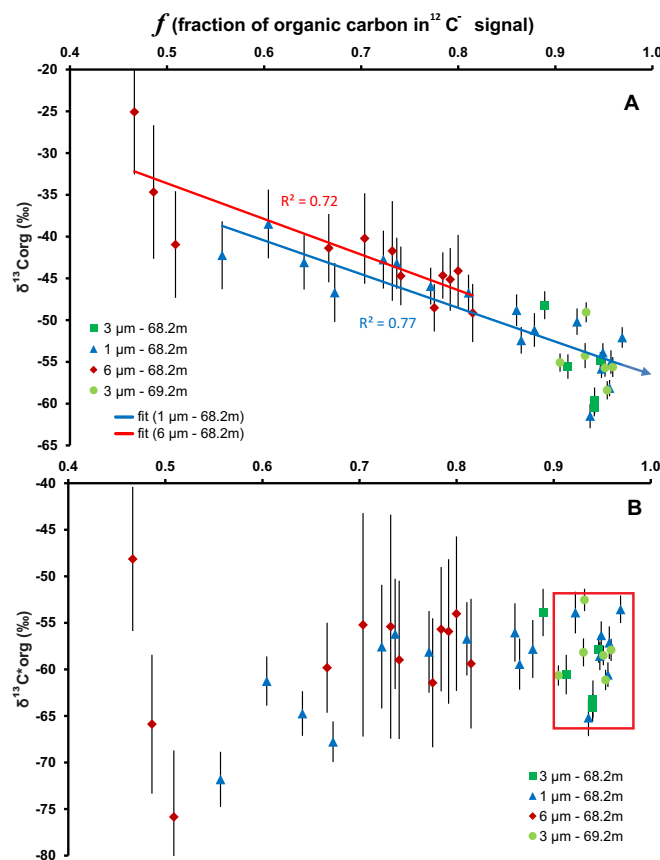 f (fraction of organic carbon in ¹² C⁻ signal)
0.4 0.5 0.6 0.7 0.8 0.9 1
A
-20
-25
-30
-35
-40
-45
-50
-55
-60
-65
δ¹³Corg (‰)
R² = 0.72
R² = 0.77
3 µm - 68.2m
1 µm - 68.2m
6 µm - 68.2m
3 µm - 69.2m
fit (1 µm - 68.2m)
fit (6 µm - 68.2m)
0.4 0.5 0.6 0.7 0.8 0.9 1
B
-40
-45
-50
-55
-60
-65
-70
-75
-80
δ¹³C*org (‰)
3 µm - 68.2m
1 µm - 68.2m
6 µm - 68.2m
3 µm - 69.2m